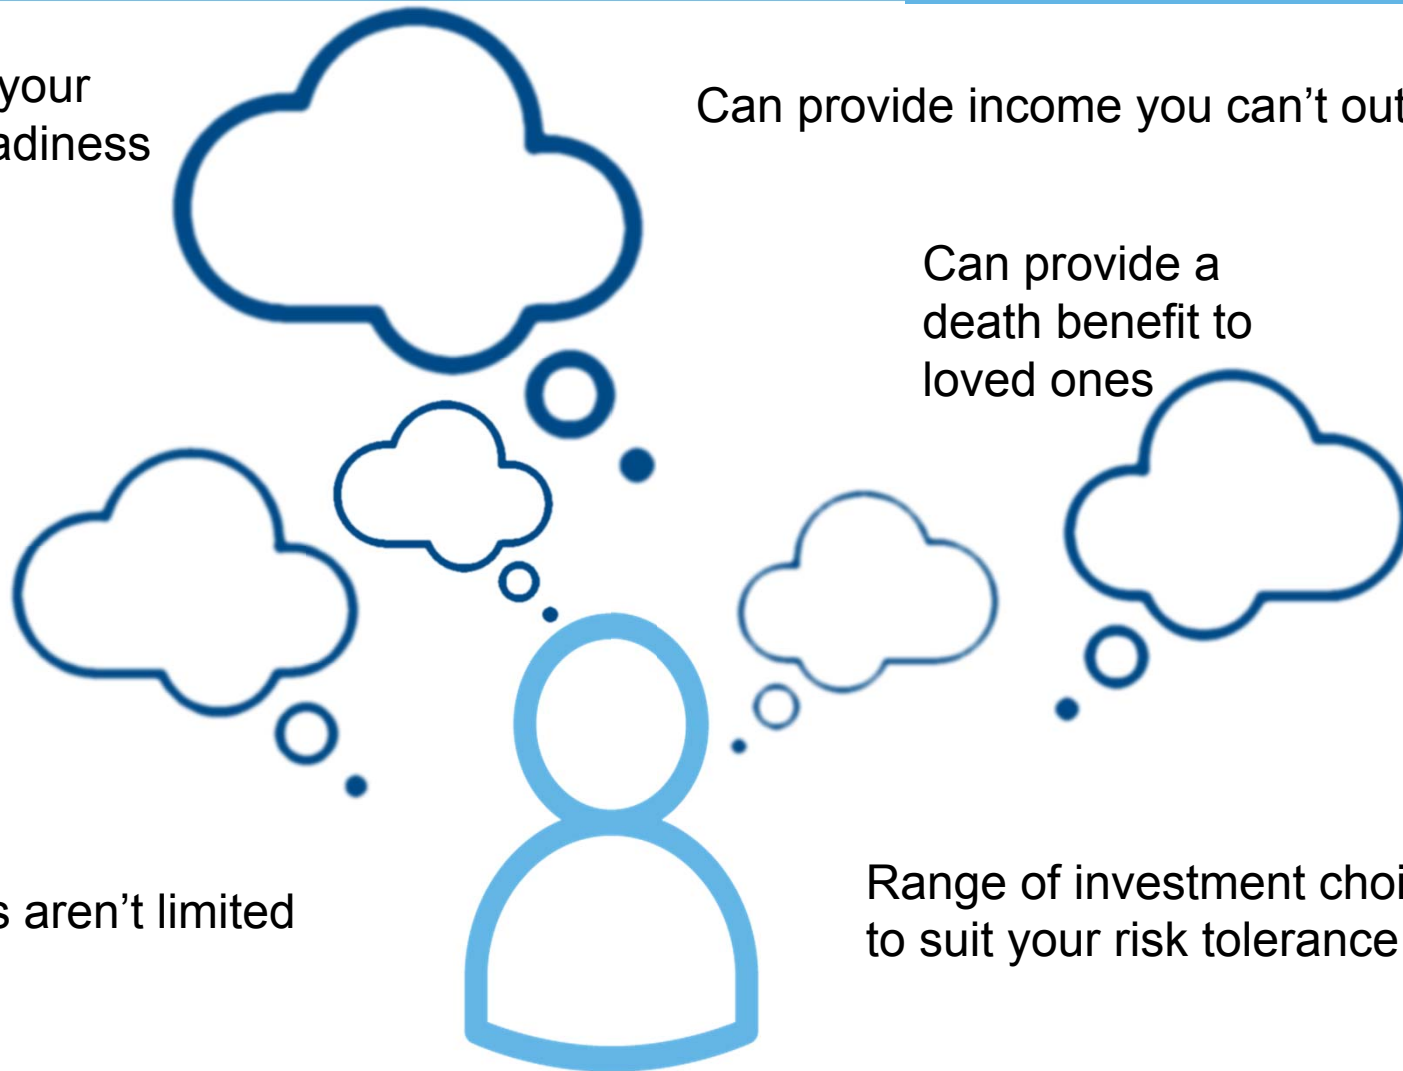 your
adiness
Can provide income you can’t out
Can provide a
death benefit to
loved ones
s aren’t limited
Range of investment choi
to suit your risk tolerance